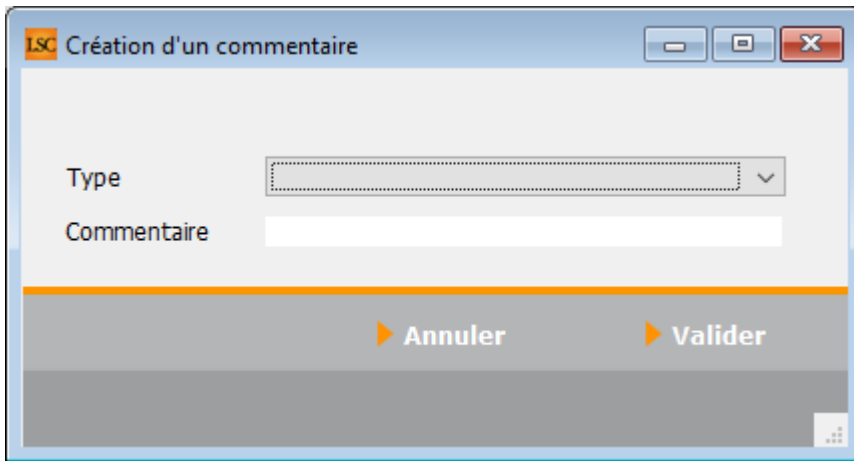 LSC Création d'un commentaire
Type
Commentaire
Annuler Valider